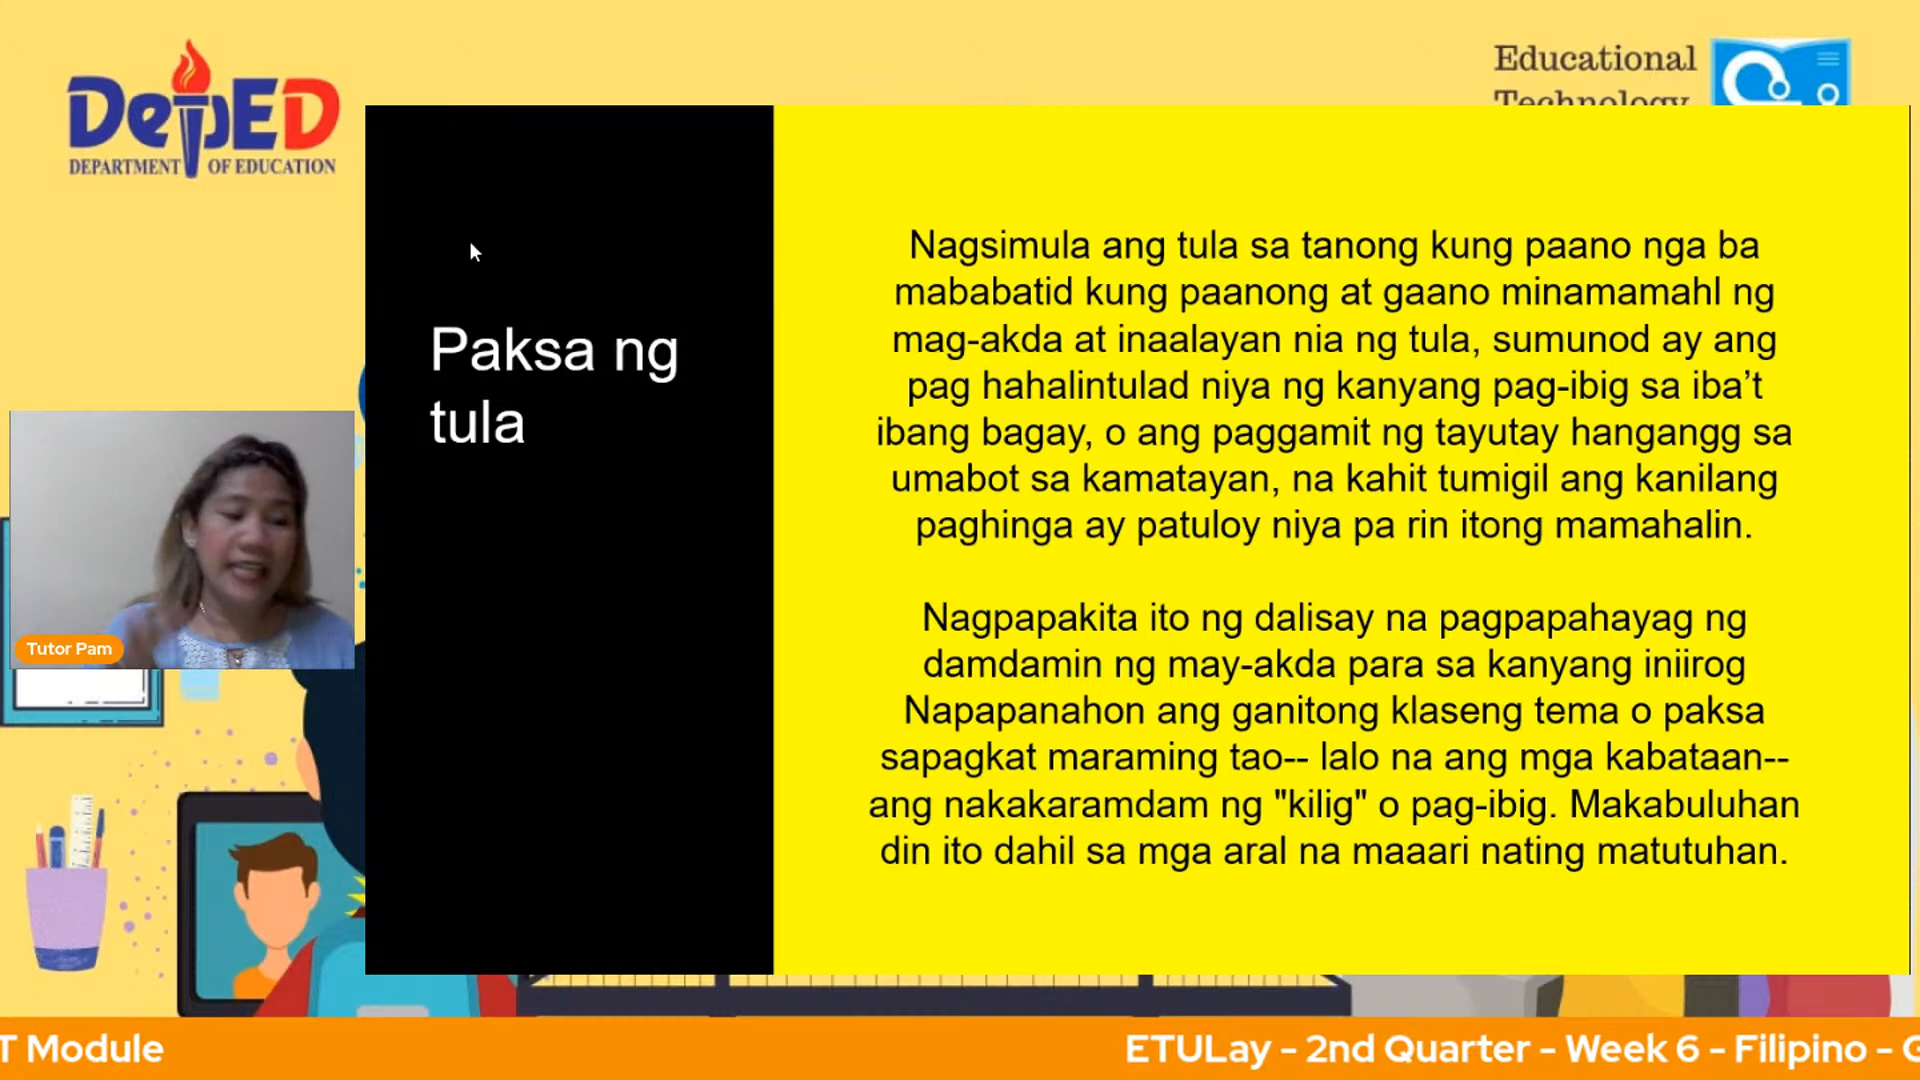 DepED
DEPARTMENT OF EDUCATION
Educational
Technology
Paksa ng
tula
Nagsimula ang tula sa tanong kung paano nga ba
mababatid kung paanong at gaano minamamahl ng
mag-akda at inaalayan nia ng tula, sumunod ay ang
pag hahalintulad niya ng kanyang pag-ibig sa iba’t
ibang bagay, o ang paggamit ng tayutay hangangg sa
umabot sa kamatayan, na kahit tumigil ang kanilang
paghinga ay patuloy niya pa rin itong mamahalin.
Nagpapakita ito ng dalisay na pagpapahayag ng
damdamin ng may-akda para sa kanyang iniirog
Napapanahon ang ganitong klaseng tema o paksa
sapagkat maraming tao-- lalo na ang mga kabataan--
ang nakakaramdam ng "kilig" o pag-ibig. Makabuluhan
din ito dahil sa mga aral na maaari nating matutuhan.
Tutor Pam
T Module
ETULay - 2nd Quarter - Week 6 - Filipino - G